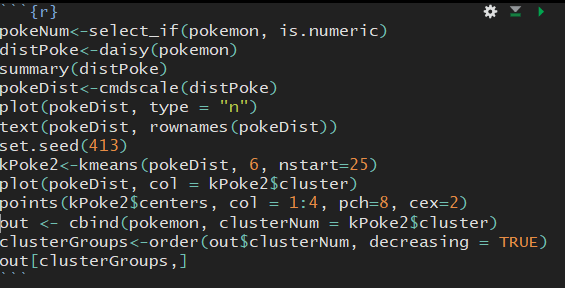 ```{r}
pokeNum<-select_if(pokemon, is.numeric)
distPoke<-daisy(pokemon)
summary(distPoke)
pokeDist<-cmdscale(distPoke)
plot(pokeDist, type = "n")
text(pokeDist, rownames(pokeDist))
set.seed(413)
kPoke2<-kmeans(pokeDist, 6, nstart=25)
plot(pokeDist, col = kPoke2$cluster)
points(kPoke2$centers, col = 1:4, pch=8, cex=2)
out <- cbind(pokemon, clusterNum = kPoke2$cluster)
clusterGroups<-order(out$clusterNum, decreasing = TRUE)
out[clusterGroups,]
```